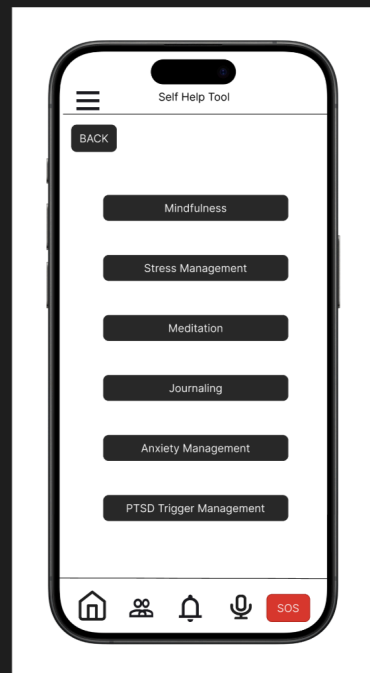 Self Help Tool
BACK
Mindfulness
Stress Management
Meditation
Journaling
Anxiety Management
PTSD Trigger Management
SOS